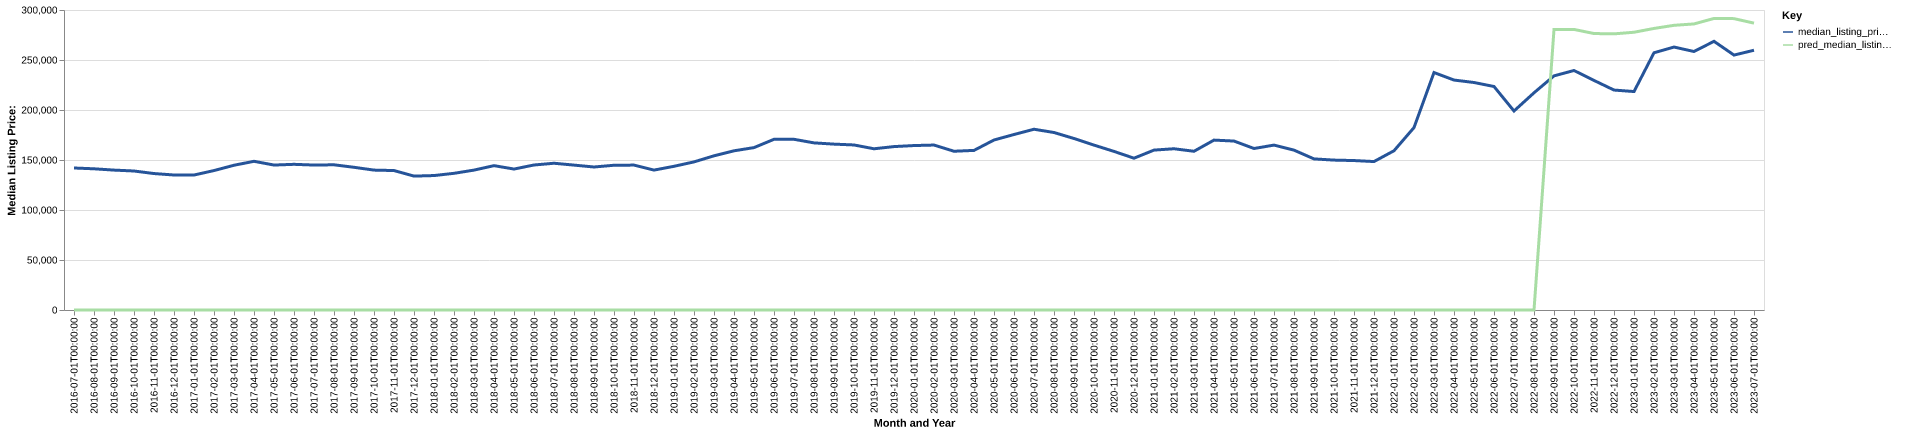 300,000
250,000
200,000
150,000
100,000
50,000
0
Median Listing Price:
2016-07-01T00:00:00
2016-08-01T00:00:00
2016-09-01T00:00:00
2016-10-01T00:00:00
2016-11-01T00:00:00
2016-12-01T00:00:00
2017-01-01T00:00:00
2017-02-01T00:00:00
2017-03-01T00:00:00
2017-04-01T00:00:00
2017-05-01T00:00:00
2017-06-01T00:00:00
2017-07-01T00:00:00
2017-08-01T00:00:00
2017-09-01T00:00:00
2017-10-01T00:00:00
2017-11-01T00:00:00
2017-12-01T00:00:00
2018-01-01T00:00:00
2018-02-01T00:00:00
2018-03-01T00:00:00
2018-04-01T00:00:00
2018-05-01T00:00:00
2018-06-01T00:00:00
2018-07-01T00:00:00
2018-08-01T00:00:00
2018-09-01T00:00:00
2018-10-01T00:00:00
2018-11-01T00:00:00
2018-12-01T00:00:00
2019-01-01T00:00:00
2019-02-01T00:00:00
2019-03-01T00:00:00
2019-04-01T00:00:00
2019-05-01T00:00:00
2019-06-01T00:00:00
2019-07-01T00:00:00
2019-08-01T00:00:00
2019-09-01T00:00:00
2019-10-01T00:00:00
2019-11-01T00:00:00
2019-12-01T00:00:00
2020-01-01T00:00:00
2020-02-01T00:00:00
2020-03-01T00:00:00
2020-04-01T00:00:00
2020-05-01T00:00:00
2020-06-01T00:00:00
2020-07-01T00:00:00
2020-08-01T00:00:00
2020-09-01T00:00:00
2020-10-01T00:00:00
2020-11-01T00:00:00
2020-12-01T00:00:00
2021-01-01T00:00:00
2021-02-01T00:00:00
2021-03-01T00:00:00
2021-04-01T00:00:00
2021-05-01T00:00:00
2021-06-01T00:00:00
2021-07-01T00:00:00
2021-08-01T00:00:00
2021-09-01T00:00:00
2021-10-01T00:00:00
2021-11-01T00:00:00
2021-12-01T00:00:00
2022-01-01T00:00:00
2022-02-01T00:00:00
2022-03-01T00:00:00
2022-04-01T00:00:00
2022-05-01T00:00:00
2022-06-01T00:00:00
2022-07-01T00:00:00
2022-08-01T00:00:00
2022-09-01T00:00:00
2022-10-01T00:00:00
2022-11-01T00:00:00
2022-12-01T00:00:00
2023-01-01T00:00:00
2023-02-01T00:00:00
2023-03-01T00:00:00
2023-04-01T00:00:00
2023-05-01T00:00:00
2023-06-01T00:00:00
2023-07-01T00:00:00
Month and Year
Key
median_listing_pri…
pred_median_listin…